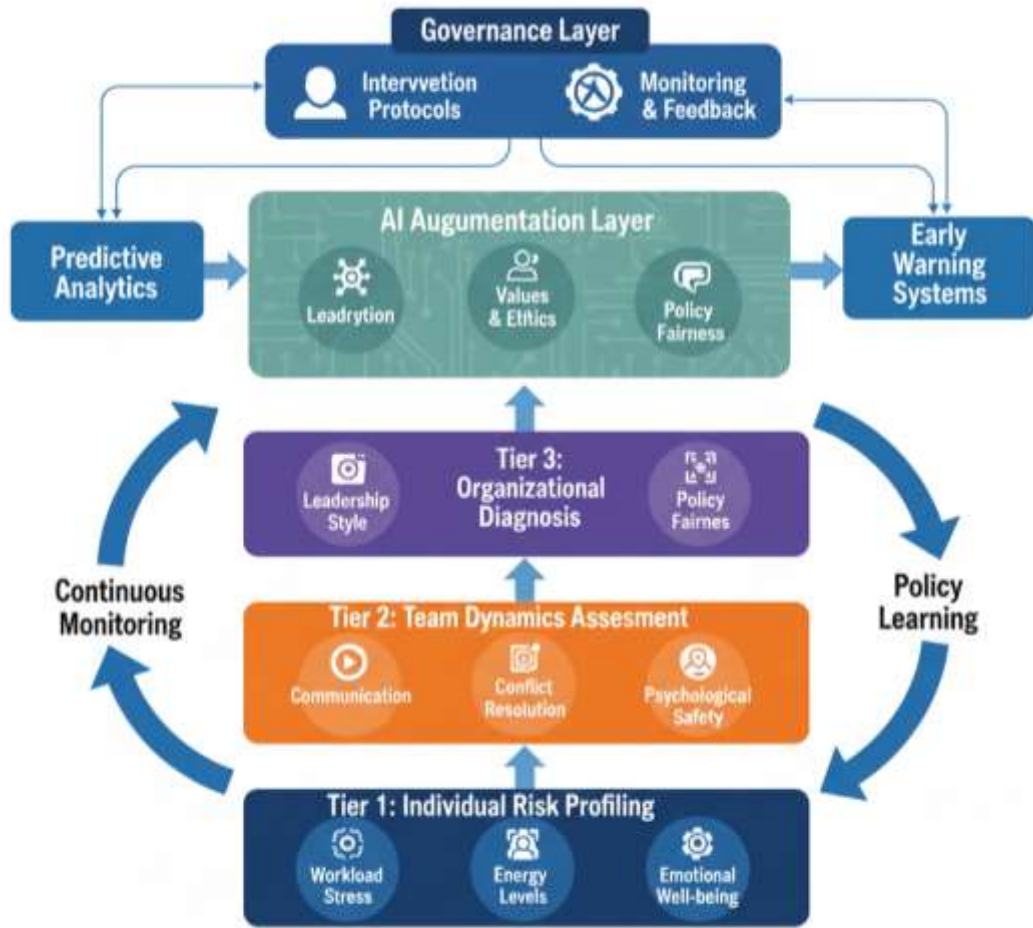 Governance Layer
Intervvetion
Protocols
Monitoring
& Feedback
Predictive
Analytics
AI Augumentation Layer
Leadrytion
Values
& Etitics
Policy
Fairness
Early
Warning
Systems
Leadership
Style
Tier 3:
Organizational
Diagnosis
Policy
Fairnes
Continuous
Monitoring
Policy
Learning
Tier 2: Team Dynamics Assesment
Communication
Conflict
Resolution
Psychological
Safety
Tier 1: Individual Risk Profiling
Workload
Stress
Energy
Levels
Emotional
Well-being